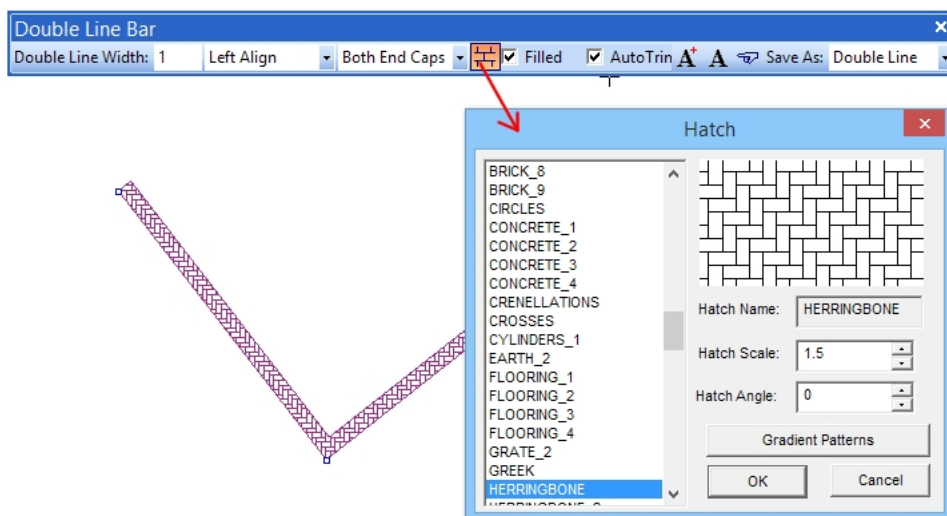 Double Line Bar
Double Line Width: 1 Left Align Both End Caps Filled AutoTrin A+ A Save As: Double Line
Hatch
BRICK_8
BRICK_9
CIRCLES
CONCRETE_1
CONCRETE_2
CONCRETE_3
CONCRETE_4
CRENELLATIONS
CROSSES
CYLINDERS_1
EARTH_2
FLOORING_1
FLOORING_2
FLOORING_3
FLOORING_4
GRATE_2
GREEK
HERRINGBONE
Hatch Name: HERRINGBONE
Hatch Scale: 1.5
Hatch Angle: 0
Gradient Patterns
OK Cancel